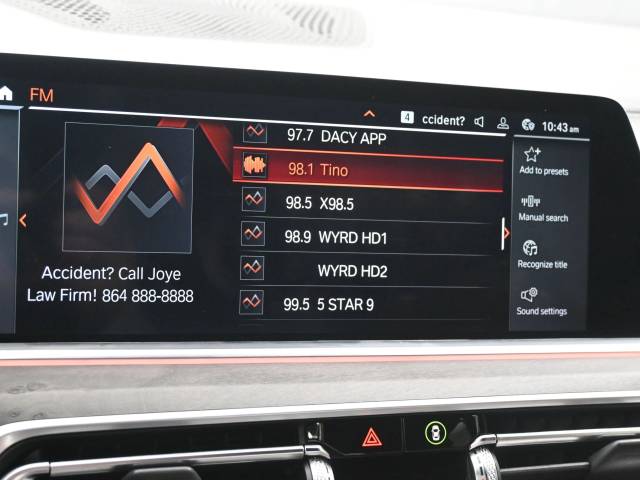 FM
4 ccident? 10:43 am
97.7 DACY APP
98.1 Tino
98.5 X98.5
98.9 WYRD HD1
WYRD HD2
99.5 5 STAR 9
Accident? Call Joye
Law Firm! 864 888-8888
Add to presets
Manual search
Recognize title
Sound settings